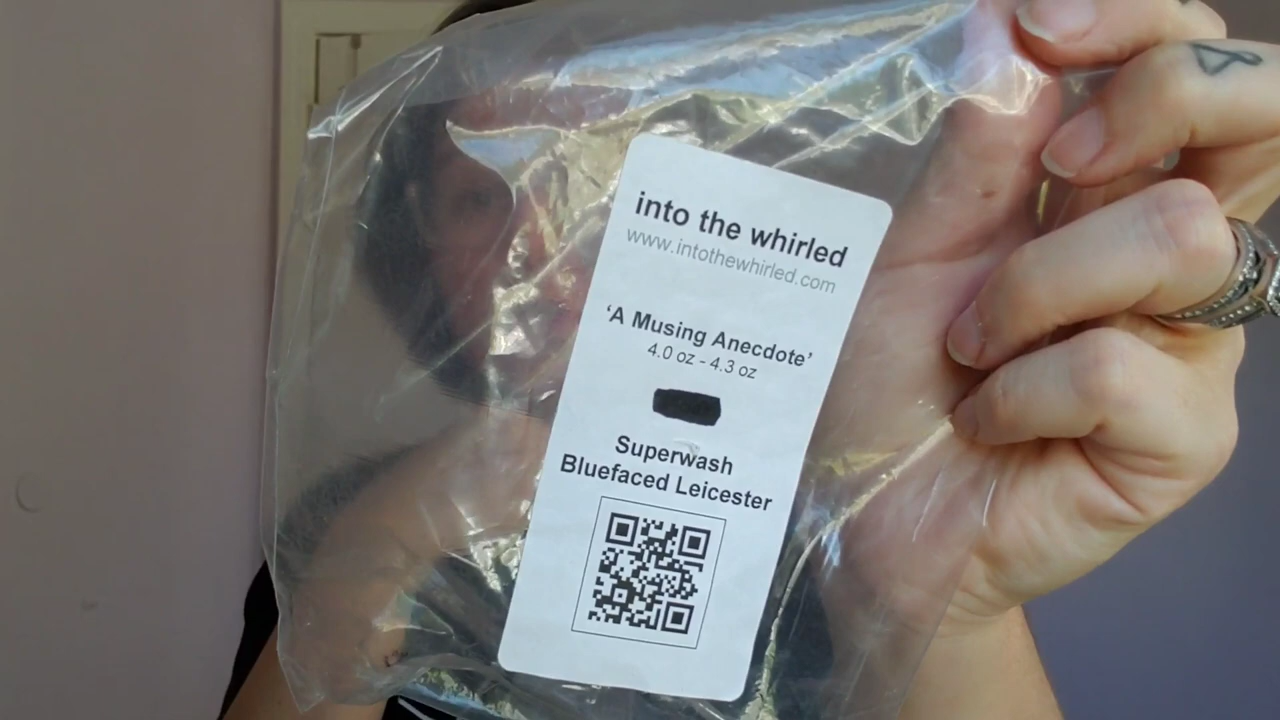 into the whirled
www.intothewhirled.com
‘A Musing Anecdote’
4.0 oz - 4.3 oz
Superwash
Bluefaced Leicester